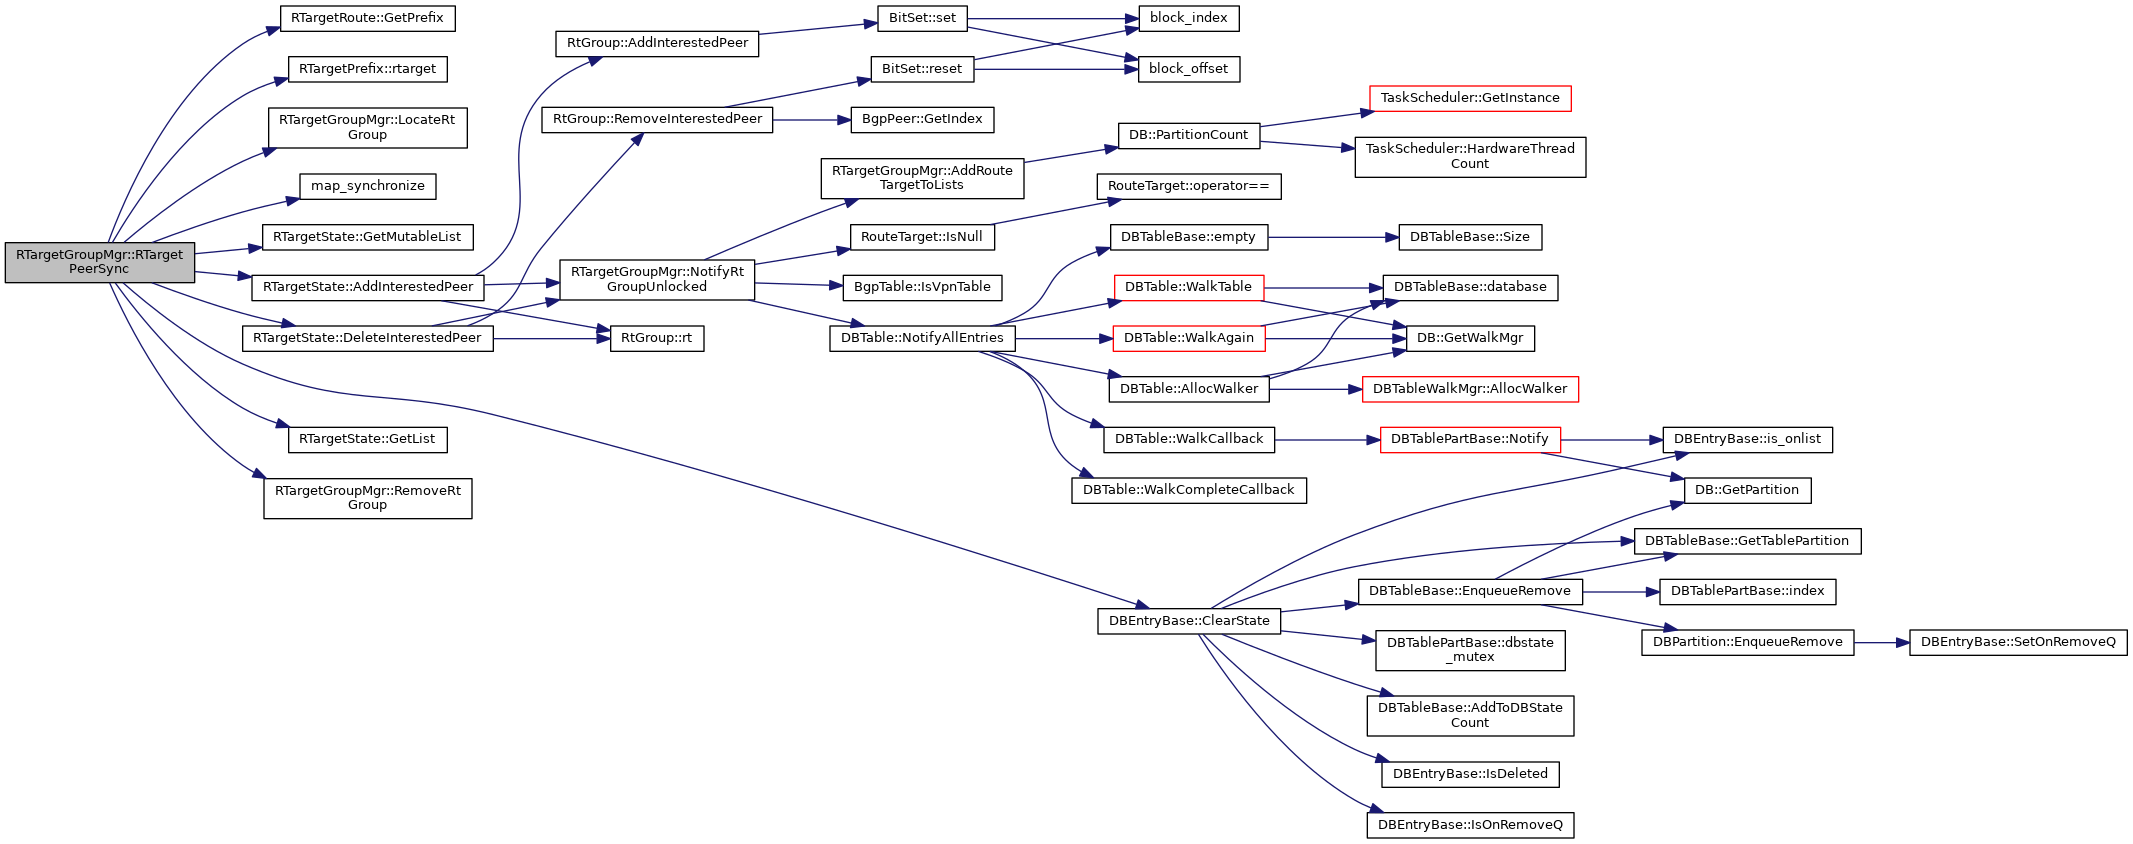 RTargetGroupMgr::RTarget
PeerSync
RTargetRoute::GetPrefix
RTargetPrefix::rtarget
RTargetGroupMgr::LocateRt
Group
map_synchronize
RTargetState::GetMutableList
RTargetState::AddInterestedPeer
RTargetState::DeleteInterestedPeer
RTargetState::GetList
RTargetGroupMgr::RemoveRt
Group
RtGroup::AddInterestedPeer
RtGroup::RemoveInterestedPeer
RTargetGroupMgr::NotifyRt
GroupUnlocked
RtGroup::rt
BitSet::set
BitSet::reset
BgpPeer::GetIndex
RTargetGroupMgr::AddRoute
TargetToLists
RouteTarget::IsNull
BgpTable::IsVpnTable
DBTable::NotifyAllEntries
block_index
block_offset
DB::PartitionCount
RouteTarget::operator==
DBTableBase::empty
DBTable::WalkTable
DBTable::WalkAgain
DBTable::AllocWalker
DBTable::WalkCallback
DBTable::WalkCompleteCallback
DBEntryBase::ClearState
TaskScheduler::GetInstance
TaskScheduler::HardwareThread
Count
DBTableBase::Size
DBTableBase::database
DB::GetWalkMgr
DBTableWalkMgr::AllocWalker
DBTablePartBase::Notify
DBTableBase::EnqueueRemove
DBTablePartBase::dbstate
_mutex
DBTableBase::AddToDBState
Count
DBEntryBase::IsDeleted
DBEntryBase::IsOnRemoveQ
DBEntryBase::is_onlist
DB::GetPartition
DBTableBase::GetTablePartition
DBTablePartBase::index
DBPartition::EnqueueRemove
DBEntryBase::SetOnRemoveQ